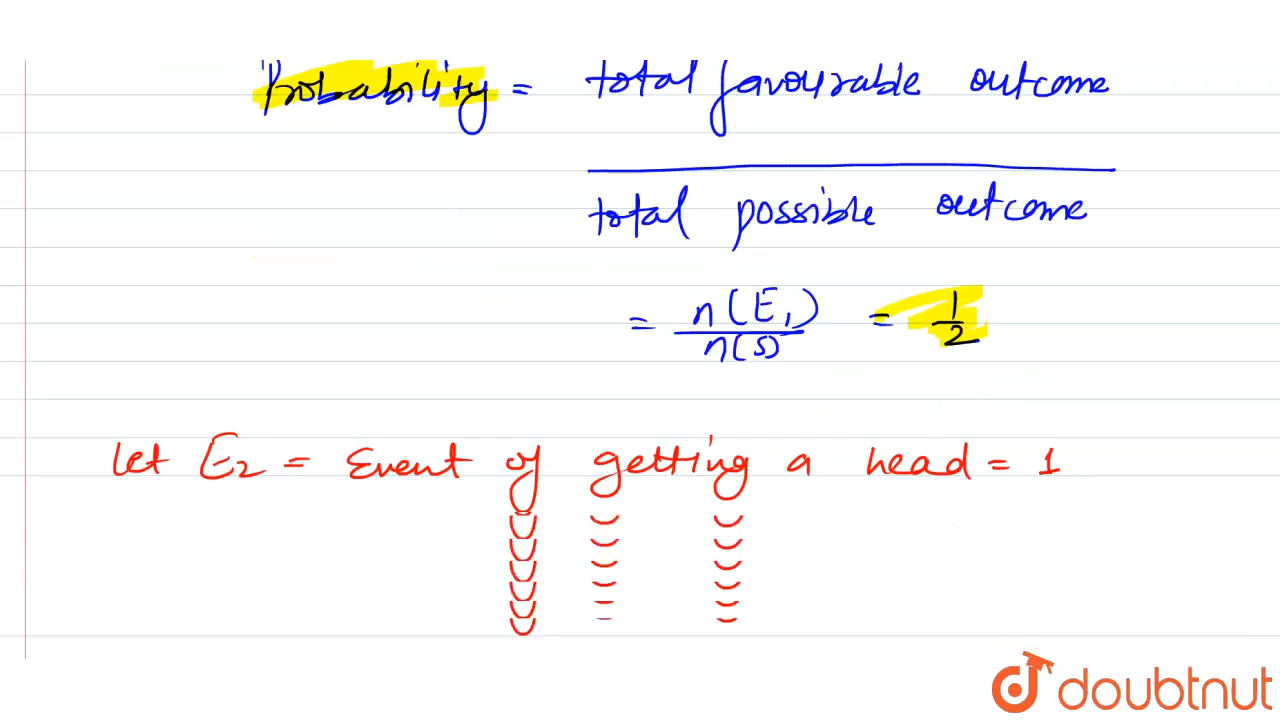 Probability = total favourable outcome
total possible outcome
= n(E₁) / n(S) = 1/2
let E₂ = Event of getting a head = 1
doubtnut